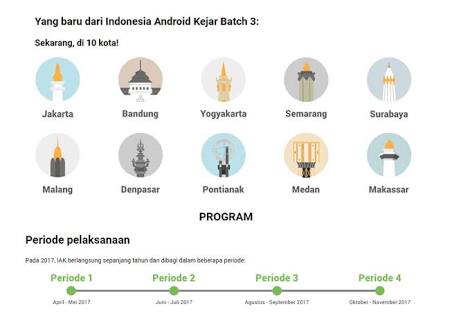 Yang baru dari Indonesia Android Kejar Batch 3:
Sekarang, di 10 kota!
Jakarta Bandung Yogyakarta Semarang Surabaya
Malang Denpasar Pontianak Medan Makassar
PROGRAM
Periode pelaksanaan
Pada 2017, IAK berlangsung sepanjang tahun dan dibagi dalam beberapa periode:
Periode 1 Periode 2 Periode 3 Periode 4
April - Mei 2017 Juni - Juli 2017 Agustus - September 2017 Oktober - November 2017